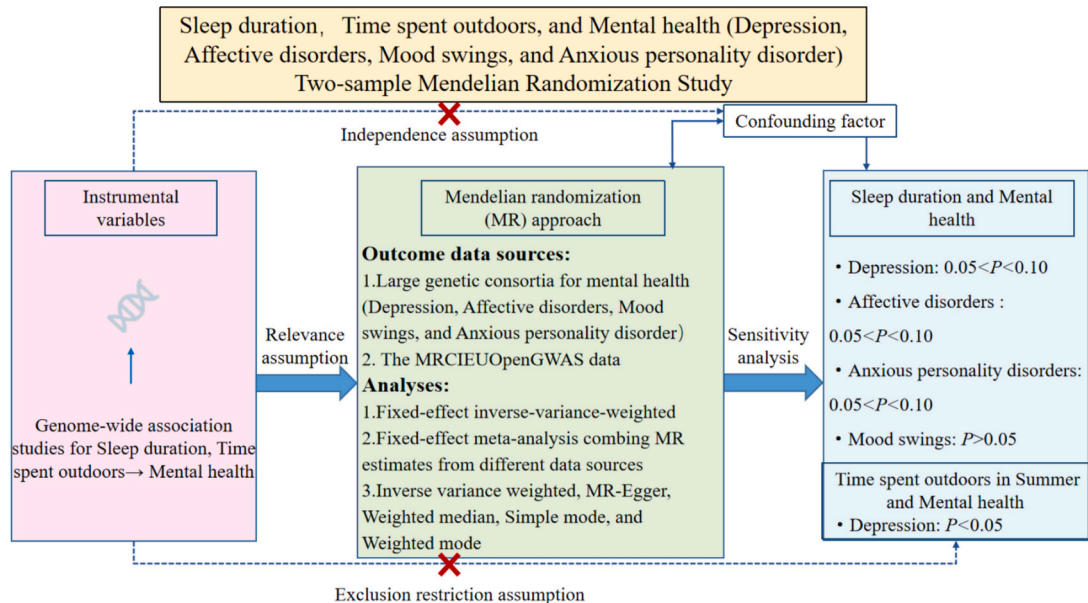 Sleep duration, Time spent outdoors, and Mental health (Depression,
Affective disorders, Mood swings, and Anxious personality disorder)
Two-sample Mendelian Randomization Study
Independence assumption
Confounding factor
Instrumental
variables
Genome-wide association
studies for Sleep duration, Time
spent outdoors→ Mental health
Relevance
assumption
Mendelian randomization
(MR) approach
Outcome data sources:
1.Large genetic consortia for mental health
(Depression, Affective disorders, Mood
swings, and Anxious personality disorder)
2. The MRCIEUOpenGWAS data
Analyses:
1.Fixed-effect inverse-variance-weighted
2.Fixed-effect meta-analysis combing MR
estimates from different data sources
3.Inverse variance weighted, MR-Egger,
Weighted median, Simple mode, and
Weighted mode
Sensitivity
analysis
Sleep duration and Mental
health
• Depression: 0.05<P<0.10
• Affective disorders :
0.05<P<0.10
• Anxious personality disorders:
0.05<P<0.10
• Mood swings: P>0.05
Time spent outdoors in Summer
and Mental health
• Depression: P<0.05
Exclusion restriction assumption